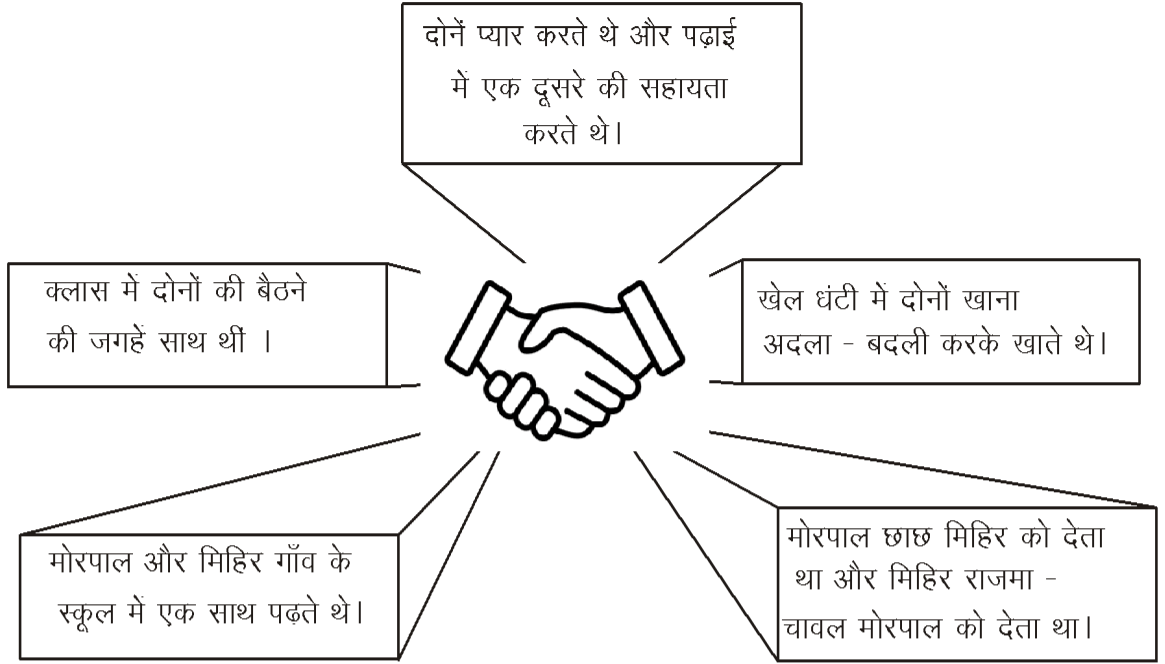 दोनें प्यार करते थे और पढ़ाई
में एक दूसरे की सहायता
करते थे।
क्लास में दोनों की बैठने
की जगहें साथ थीं ।
खेल धंटी में दोनों खाना
अदला - बदली करके खाते थे।
मोरपाल और मिहिर गाँव के
स्कूल में एक साथ पढ़ते थे।
मोरपाल छाछ मिहिर को देता
था और मिहिर राजमा -
चावल मोरपाल को देता था।